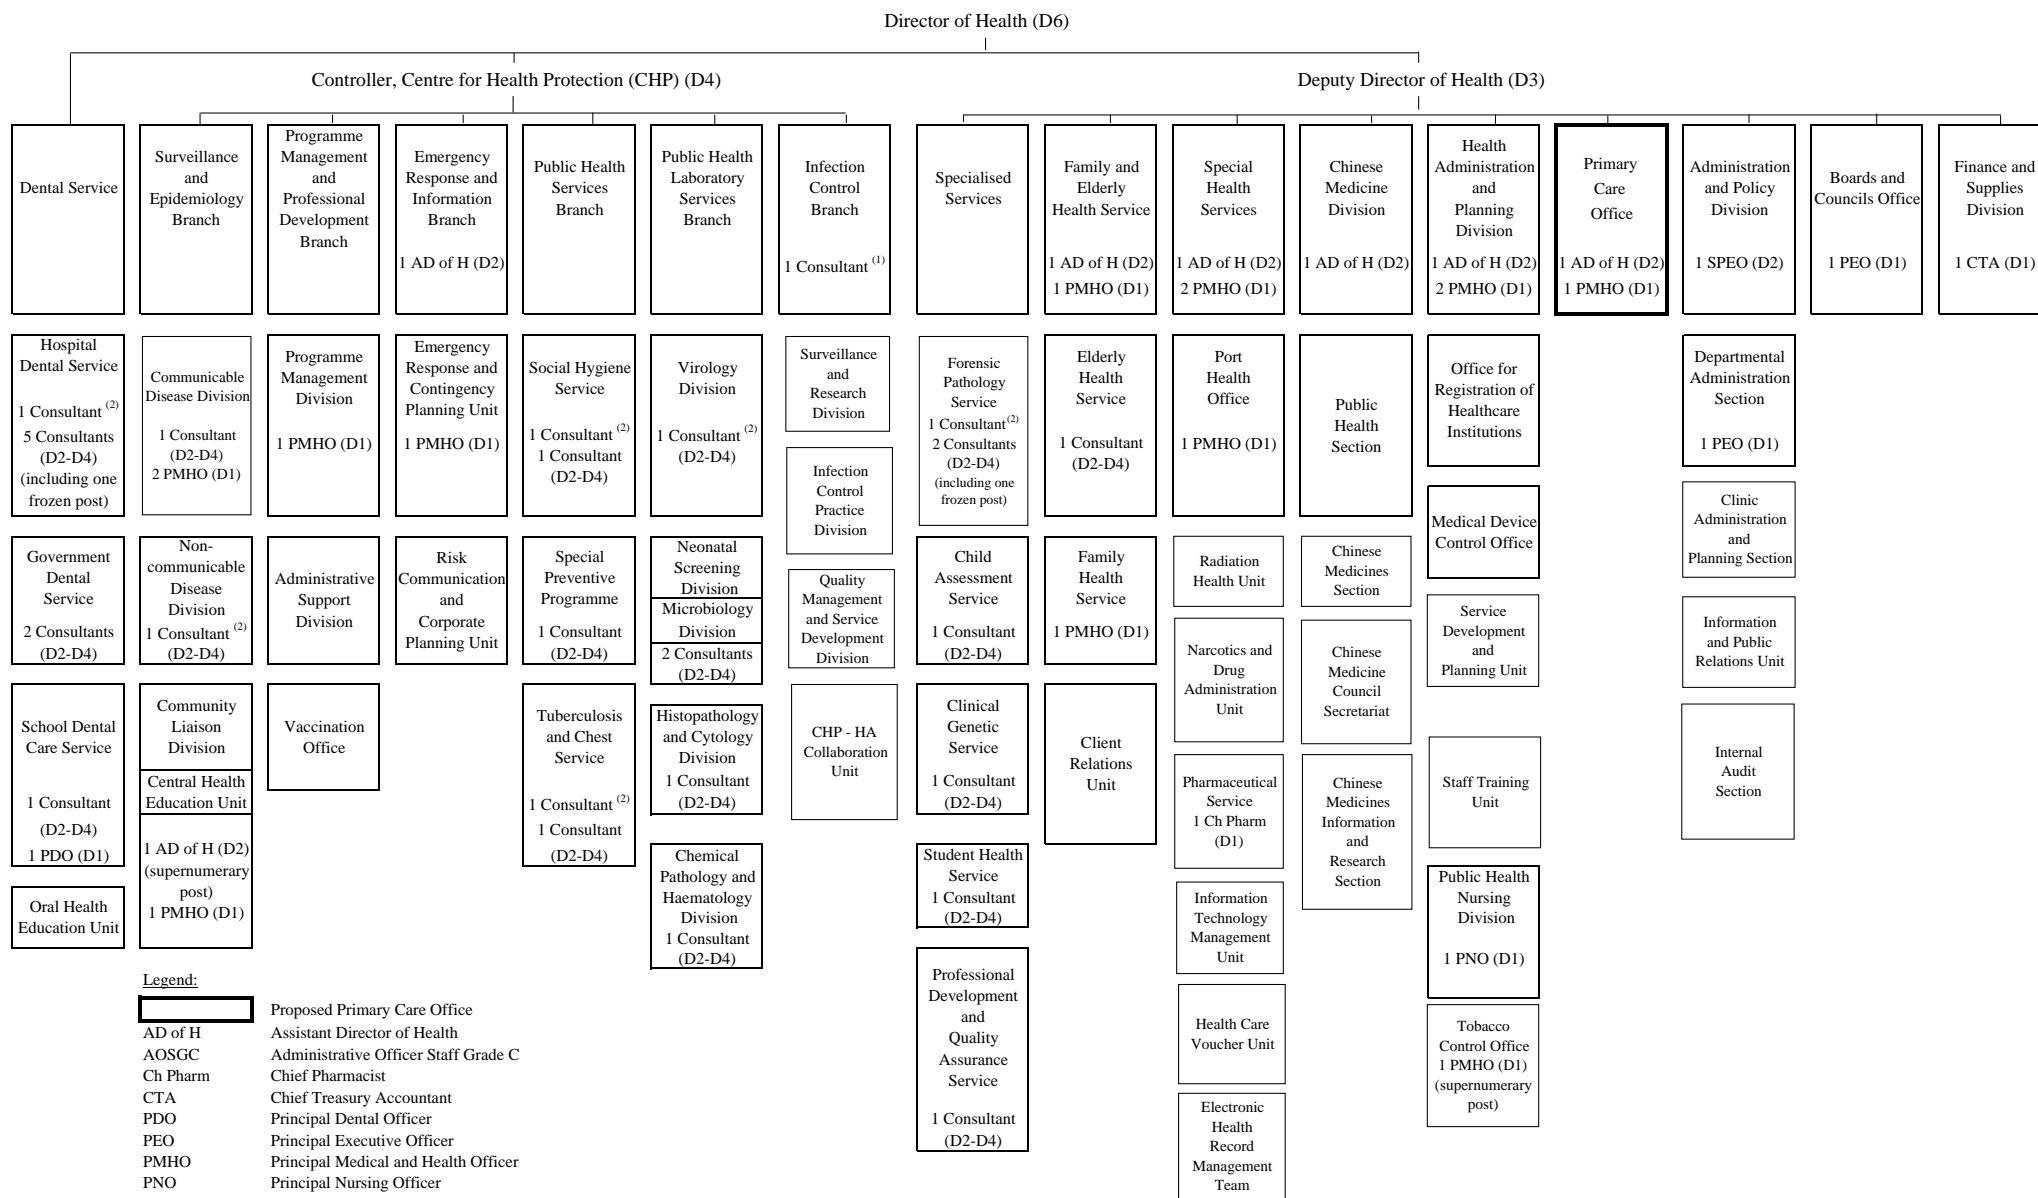 Director of Health (D6)
Controller, Centre for Health Protection (CHP) (D4)
Deputy Director of Health (D3)
Dental Service
Surveillance
and
Epidemiology
Branch
Programme
Management
and
Professional
Development
Branch
Emergency
Response and
Information
Branch
1 AD of H (D2)
Public Health
Services
Branch
Public Health
Laboratory
Services
Branch
Infection
Control
Branch
1 Consultant (1)
Specialised
Services
Family and
Elderly
Health Service
1 AD of H (D2)
1 PMHO (D1)
Special
Health
Services
1 AD of H (D2)
2 PMHO (D1)
Chinese
Medicine
Division
1 AD of H (D2)
Health
Administration
and
Planning
Division
1 AD of H (D2)
2 PMHO (D1)
Primary
Care
Office
1 AD of H (D2)
1 PMHO (D1)
Administration
and Policy
Division
1 SPEO (D2)
Boards and
Councils Office
1 PEO (D1)
Finance and
Supplies
Division
1 CTA (D1)
Hospital
Dental Service
1 Consultant (2)
5 Consultants
(D2-D4)
(including one
frozen post)
Government
Dental
Service
2 Consultants
(D2-D4)
School Dental
Care Service
1 Consultant
(D2-D4)
1 PDO (D1)
Oral Health
Education Unit
Communicable
Disease Division
1 Consultant
(D2-D4)
2 PMHO (D1)
Non-
communicable
Disease
Division
1 Consultant (2)
(D2-D4)
Community
Liaison
Division
Central Health
Education Unit
1 AD of H (D2)
(supernumerary
post)
1 PMHO (D1)
Programme
Management
Division
1 PMHO (D1)
Administrative
Support
Division
Vaccination
Office
Emergency
Response and
Contingency
Planning Unit
1 PMHO (D1)
Risk
Communication
and
Corporate
Planning Unit
Social Hygiene
Service
1 Consultant (2)
1 Consultant
(D2-D4)
Special
Preventive
Programme
1 Consultant
(D2-D4)
Tuberculosis
and Chest
Service
1 Consultant (2)
1 Consultant
(D2-D4)
Virology
Division
1 Consultant (2)
(D2-D4)
Neonatal
Screening
Division
Microbiology
Division
2 Consultants
(D2-D4)
Histopathology
and Cytology
Division
1 Consultant
(D2-D4)
Chemical
Pathology and
Haematology
Division
1 Consultant
(D2-D4)
Surveillance
and
Research
Division
Infection
Control
Practice
Division
Quality
Management
and Service
Development
Division
CHP - HA
Collaboration
Unit
Forensic
Pathology
Service
1 Consultant(2)
2 Consultants
(D2-D4)
(including one
frozen post)
Child
Assessment
Service
1 Consultant
(D2-D4)
Clinical
Genetic
Service
1 Consultant
(D2-D4)
Student Health
Service
1 Consultant
(D2-D4)
Professional
Development
and
Quality
Assurance
Service
1 Consultant
(D2-D4)
Elderly
Health
Service
1 Consultant
(D2-D4)
Family
Health
Service
1 PMHO (D1)
Client
Relations
Unit
Port
Health
Office
1 PMHO (D1)
Radiation
Health Unit
Narcotics and
Drug
Administration
Unit
Pharmaceutical
Service
1 Ch Pharm
(D1)
Information
Technology
Management
Unit
Health Care
Voucher Unit
Electronic
Health
Record
Management
Team
Public
Health
Section
Chinese
Medicines
Section
Chinese
Medicine
Council
Secretariat
Chinese
Medicines
Information
and
Research
Section
Office for
Registration of
Healthcare
Institutions
Medical Device
Control Office
Service
Development
and
Planning Unit
Staff Training
Unit
Public Health
Nursing
Division
1 PNO (D1)
Tobacco
Control Office
1 PMHO (D1)
(supernumerary
post)
Departmental
Administration
Section
1 PEO (D1)
Clinic
Administration
and
Planning Section
Information
and Public
Relations Unit
Internal
Audit
Section
Legend:
Proposed Primary Care Office
AD of H Assistant Director of Health
AOSGC Administrative Officer Staff Grade C
Ch Pharm Chief Pharmacist
CTA Chief Treasury Accountant
PDO Principal Dental Officer
PEO Principal Executive Officer
PMHO Principal Medical and Health Officer
PNO Principal Nursing Officer